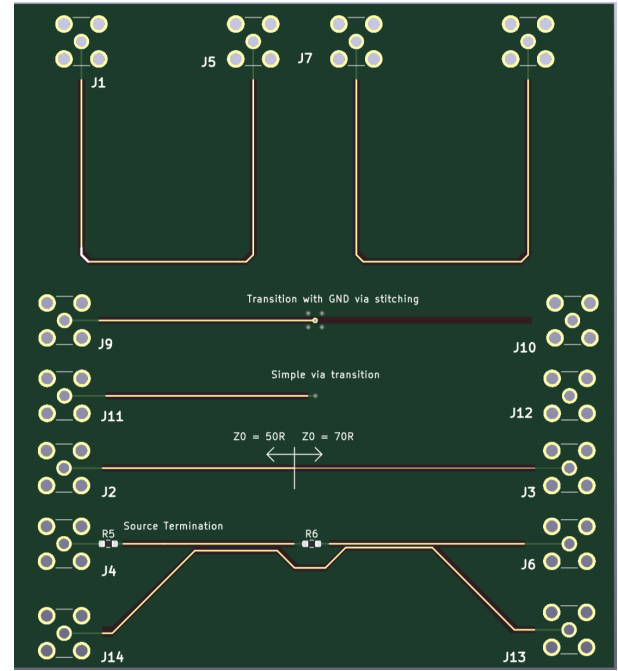 J1
J5
J7
Transition with GND via stitching
J9
J10
Simple via transition
J11
J12
Z0 = 50R
Z0 = 70R
J2
J3
Source Termination
R5
R6
J4
J6
J14
J13